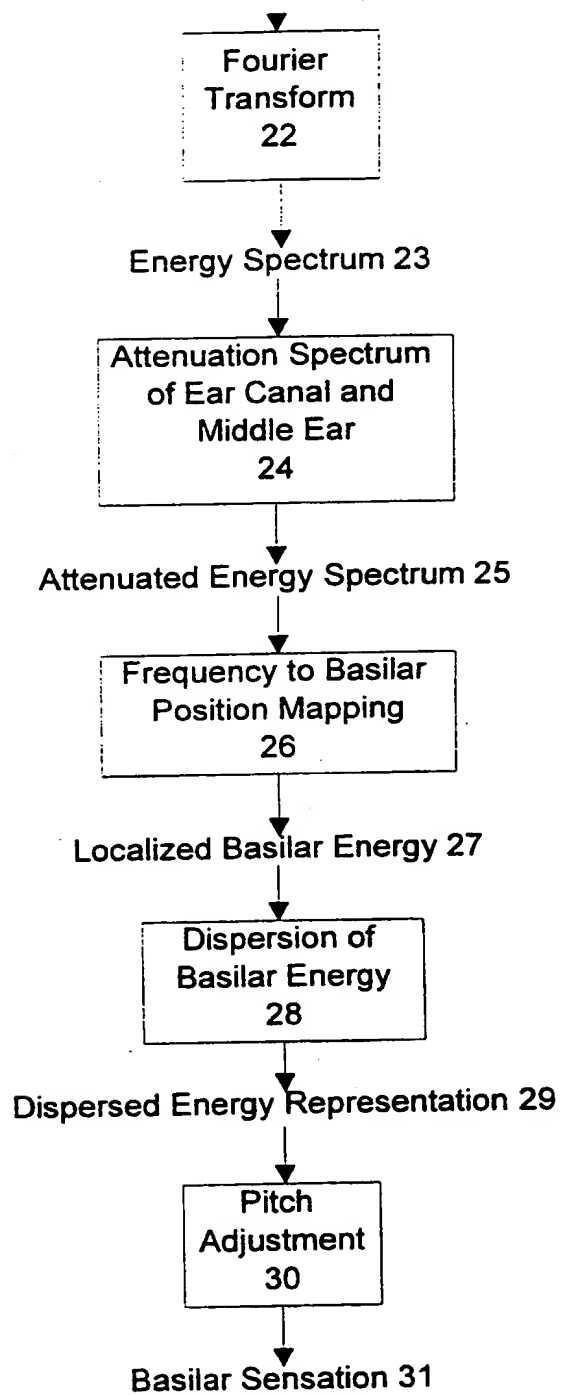 Fourier
Transform
22
Energy Spectrum 23
Attenuation Spectrum
of Ear Canal and
Middle Ear
24
Attenuated Energy Spectrum 25
Frequency to Basilar
Position Mapping
26
Localized Basilar Energy 27
Dispersion of
Basilar Energy
28
Dispersed Energy Representation 29
Pitch
Adjustment
30
Basilar Sensation 31